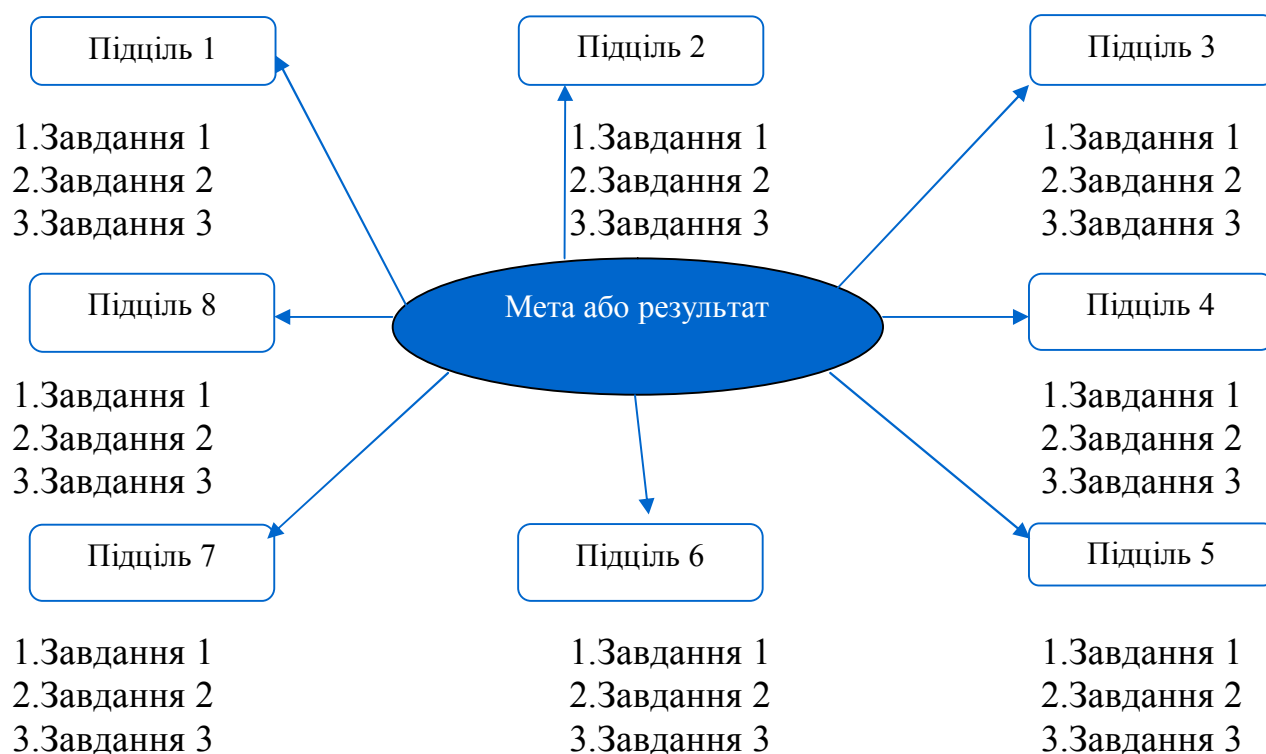 Підціль 1
Підціль 2
Підціль 3
1.Завдання 1
2.Завдання 2
3.Завдання 3
1.Завдання 1
2.Завдання 2
3.Завдання 3
1.Завдання 1
2.Завдання 2
3.Завдання 3
Підціль 8
Мета або результат
Підціль 4
1.Завдання 1
2.Завдання 2
3.Завдання 3
1.Завдання 1
2.Завдання 2
3.Завдання 3
Підціль 7
Підціль 6
Підціль 5
1.Завдання 1
2.Завдання 2
3.Завдання 3
1.Завдання 1
2.Завдання 2
3.Завдання 3
1.Завдання 1
2.Завдання 2
3.Завдання 3